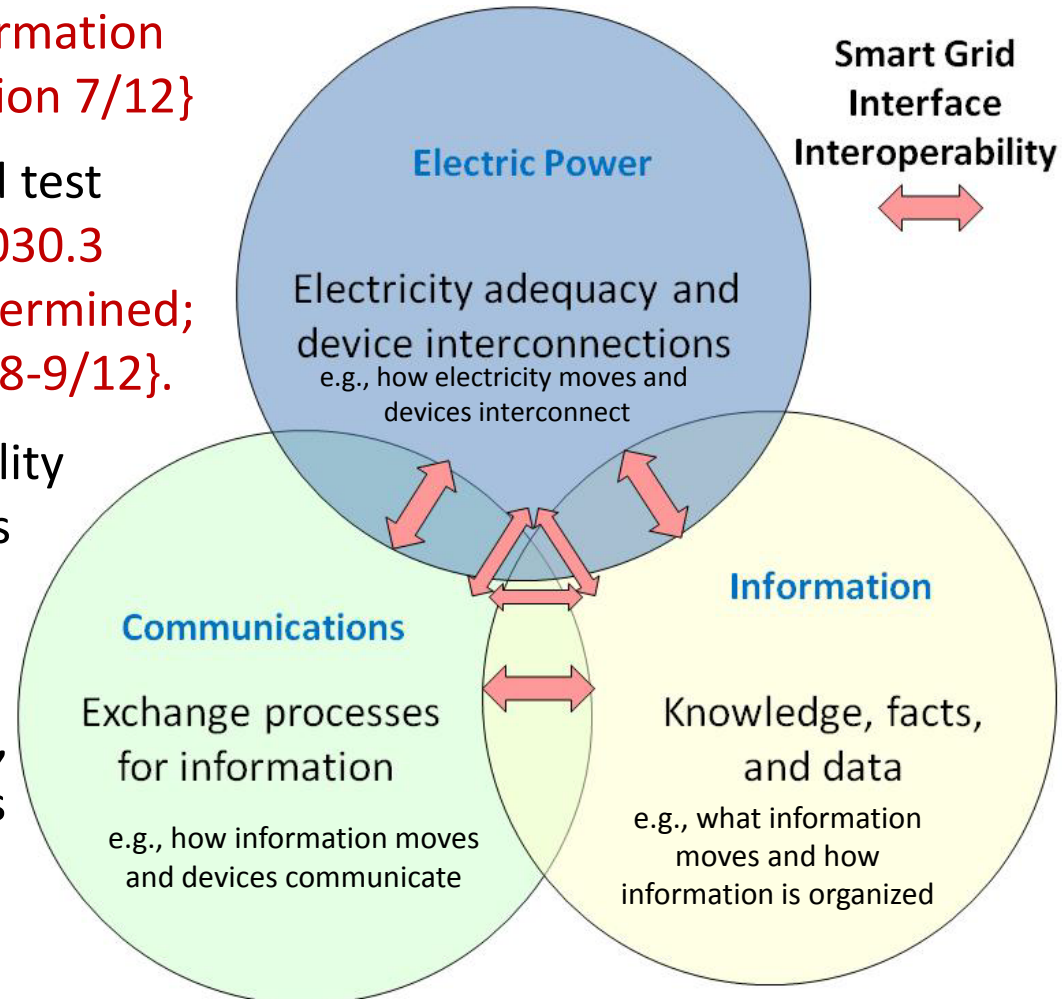 rmation
ion 7/12}
l test
030.3
ermined;
8-9/12}.
lity
s
,
s
Smart Grid
Interface
Interoperability
Electric Power
Electricity adequacy and
device interconnections
e.g., how electricity moves and
devices interconnect
Communications
Exchange processes
for information
e.g., how information moves
and devices communicate
Information
Knowledge, facts,
and data
e.g., what information
moves and how
information is organized